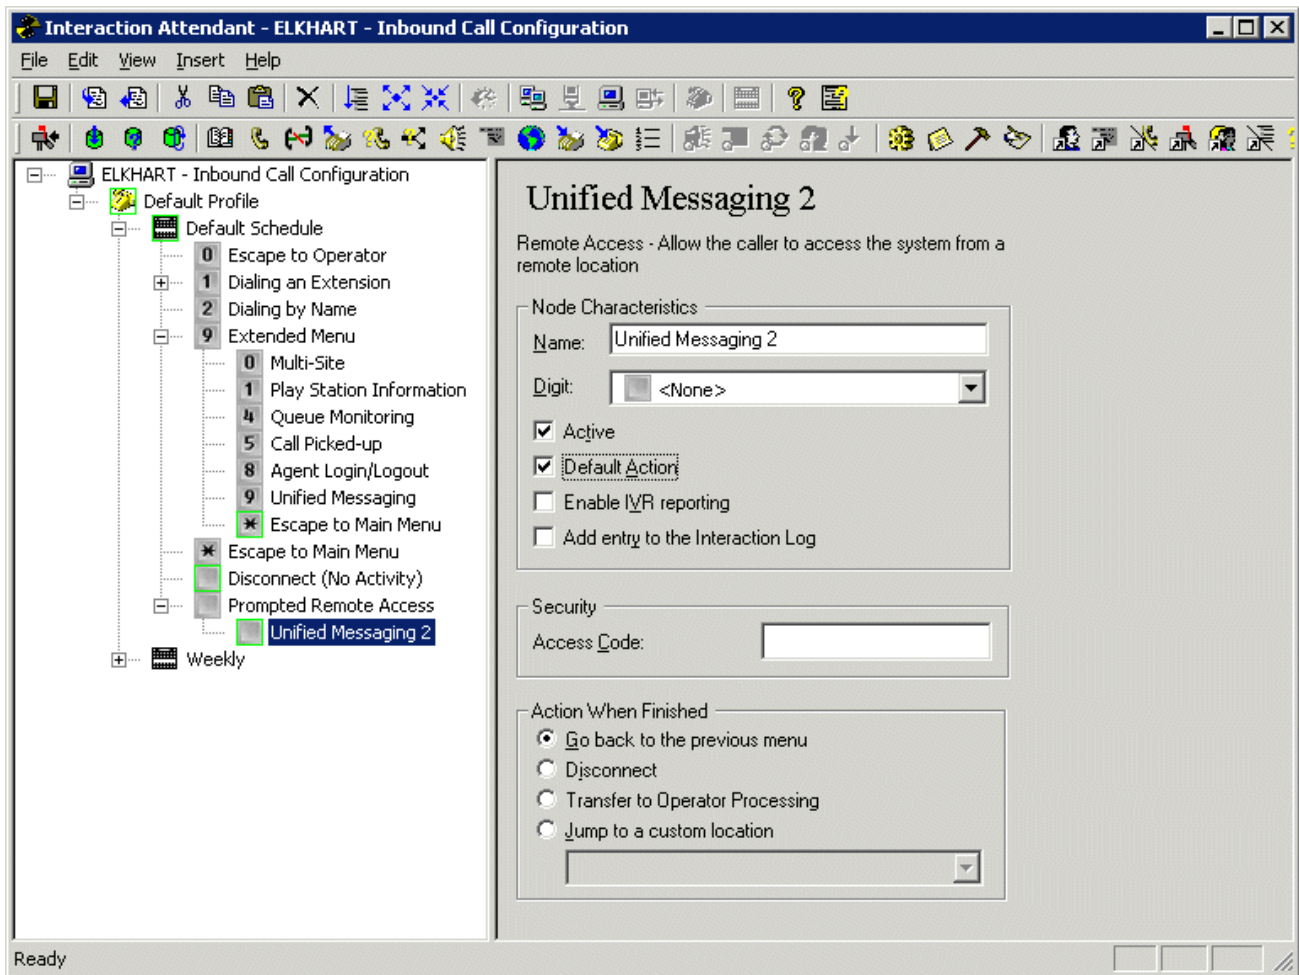 Interaction Attendant - ELKHART - Inbound Call Configuration
File Edit View Insert Help
ELKHART - Inbound Call Configuration
Default Profile
Default Schedule
0 Escape to Operator
1 Dialing an Extension
2 Dialing by Name
9 Extended Menu
0 Multi-Site
1 Play Station Information
4 Queue Monitoring
5 Call Picked-up
8 Agent Login/Logout
9 Unified Messaging
* Escape to Main Menu
* Escape to Main Menu
Disconnect (No Activity)
Prompted Remote Access
Unified Messaging 2
Weekly
Unified Messaging 2
Remote Access - Allow the caller to access the system from a
remote location
Node Characteristics
Name: Unified Messaging 2
Digit: <None>
Active
Default Action
Enable IVR reporting
Add entry to the Interaction Log
Security
Access Code:
Action When Finished
Go back to the previous menu
Disconnect
Transfer to Operator Processing
Jump to a custom location
Ready